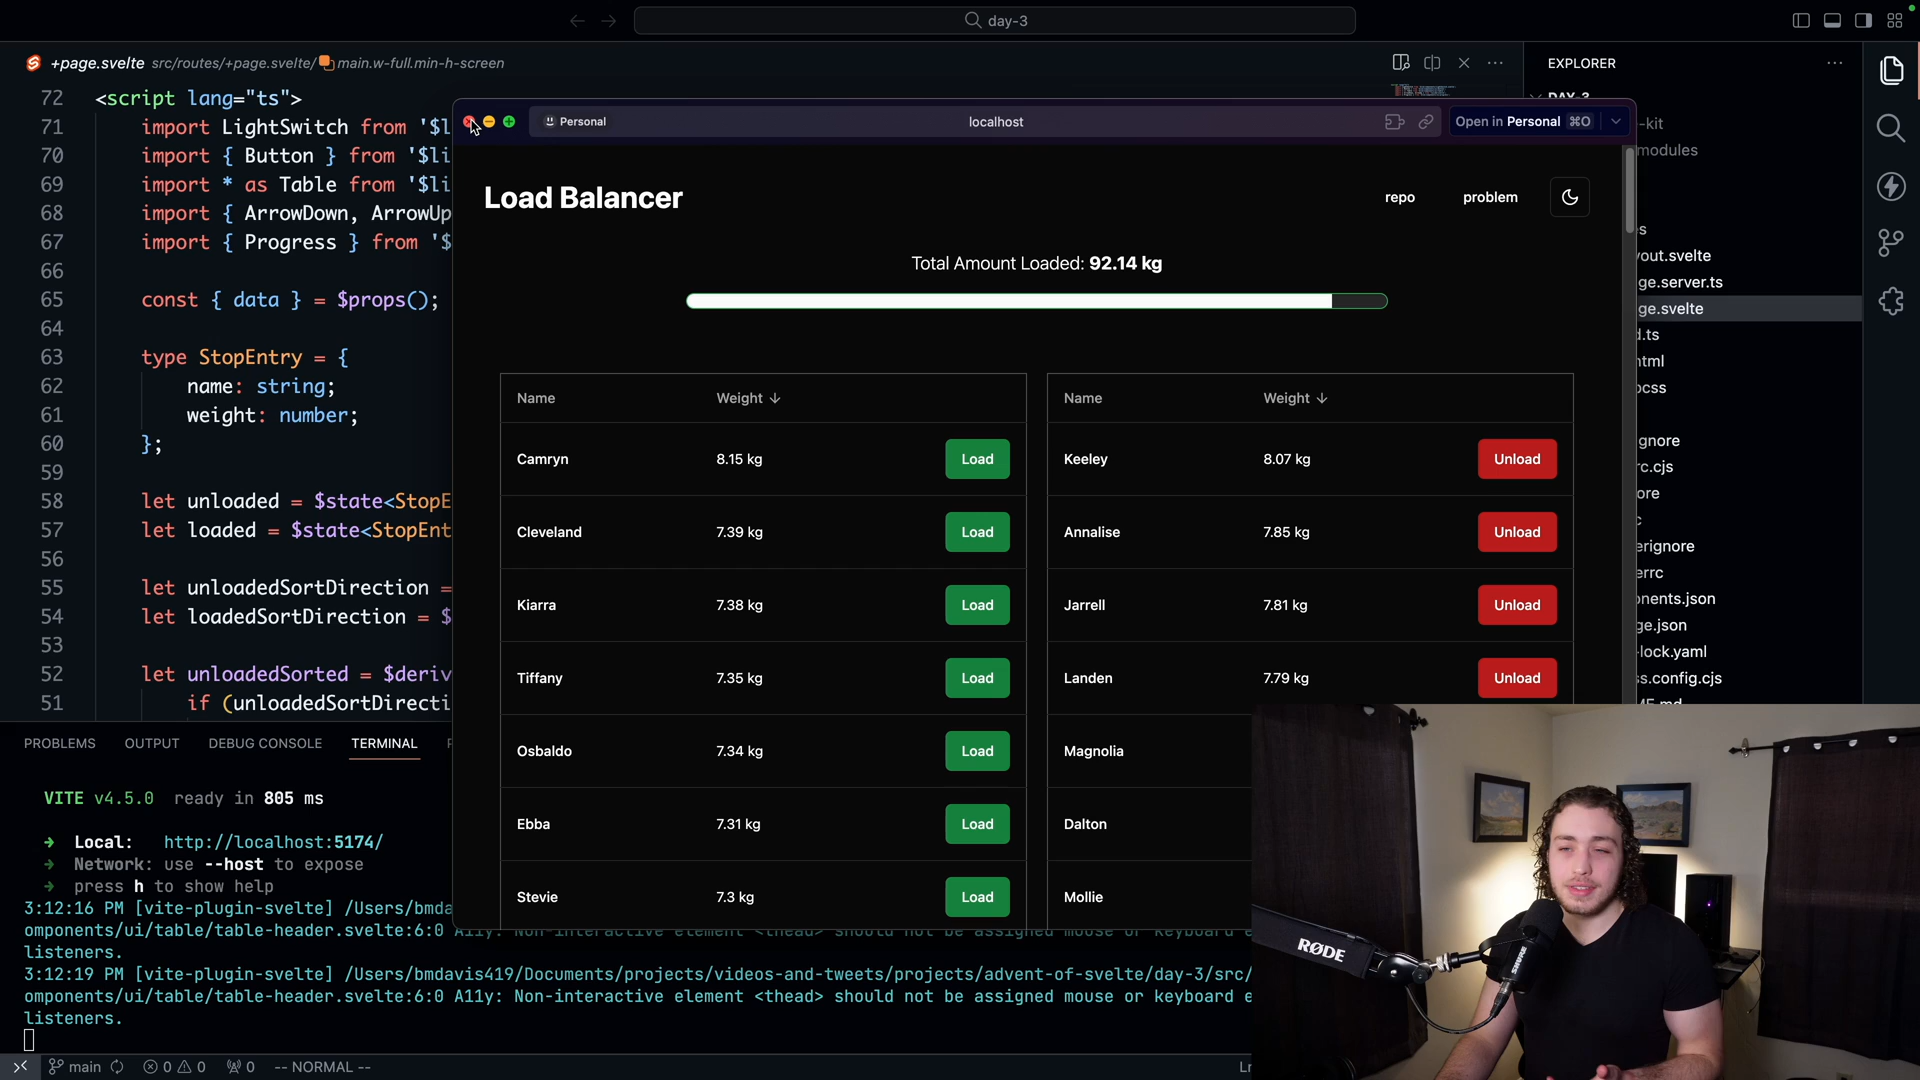 day-3
+page.svelte src/routes/+page.svelte/ main.w-full.min-h-screen
EXPLORER
DAY-3
72 <script lang="ts">
71 import LightSwitch from '$l
70 import { Button } from '$li
69 import * as Table from '$li
68 import { ArrowDown, ArrowUp
67 import { Progress } from '$
66
65 const { data } = $props();
64
63 type StopEntry = {
62 name: string;
61 weight: number;
60 };
59
58 let unloaded = $state<StopE
57 let loaded = $state<StopEnt
56
55 let unloadedSortDirection =
54 let loadedSortDirection = $
53
52 let unloadedSorted = $deriv
51 if (unloadedSortDirecti
Personal
localhost
Open in Personal ⌘O
Load Balancer
repo
problem
Total Amount Loaded: 92.14 kg
Name Weight ↓
Camryn 8.15 kg Load
Cleveland 7.39 kg Load
Kiarra 7.38 kg Load
Tiffany 7.35 kg Load
Osbaldo 7.34 kg Load
Ebba 7.31 kg Load
Stevie 7.3 kg Load
Name Weight ↓
Keeley 8.07 kg Unload
Annalise 7.85 kg Unload
Jarrell 7.81 kg Unload
Landen 7.79 kg Unload
Magnolia
Dalton
Mollie
-kit
modules
s
out.svelte
ge.server.ts
ge.svelte
d.ts
html
css
gnore
rc.cjs
ore
c
erignore
errc
nents.json
ge.json
-lock.yaml
ss.config.cjs
PROBLEMS OUTPUT DEBUG CONSOLE TERMINAL
VITE v4.5.0 ready in 805 ms
➜ Local: http://localhost:5174/
➜ Network: use --host to expose
➜ press h to show help
3:12:16 PM [vite-plugin-svelte] /Users/bmda
omponents/ui/table/table-header.svelte:6:0 A11y: Non-interactive element <thead> should not be assigned mouse or keyboard e
listeners.
3:12:19 PM [vite-plugin-svelte] /Users/bmdavis419/Documents/projects/videos-and-tweets/projects/advent-of-svelte/day-3/src/
omponents/ui/table/table-header.svelte:6:0 A11y: Non-interactive element <thead> should not be assigned mouse or keyboard e
listeners.
main 0 0 0 -- NORMAL --
Ln
RØDE
SHURE